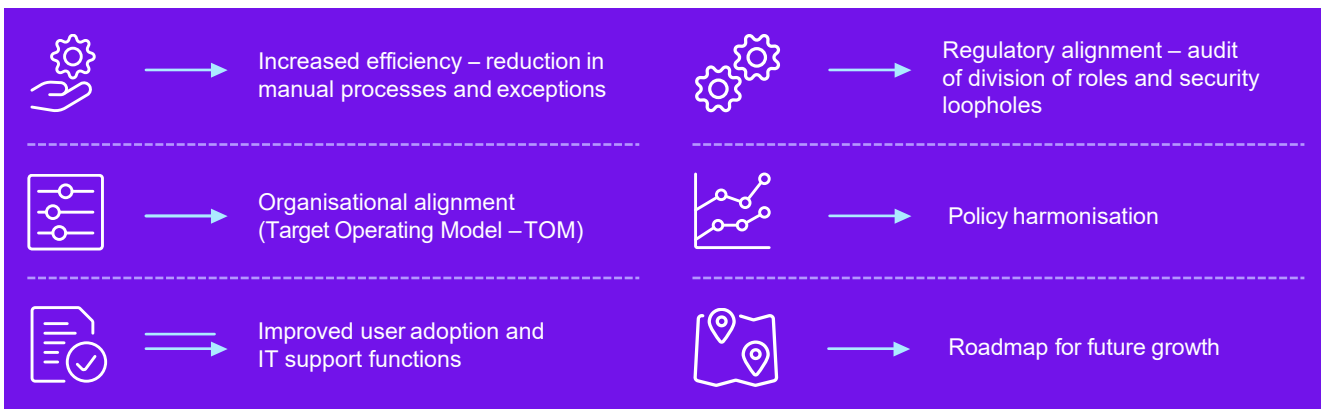 Increased efficiency – reduction in
manual processes and exceptions
Regulatory alignment – audit
of division of roles and security
loopholes
Organisational alignment
(Target Operating Model – TOM)
Policy harmonisation
Improved user adoption and
IT support functions
Roadmap for future growth